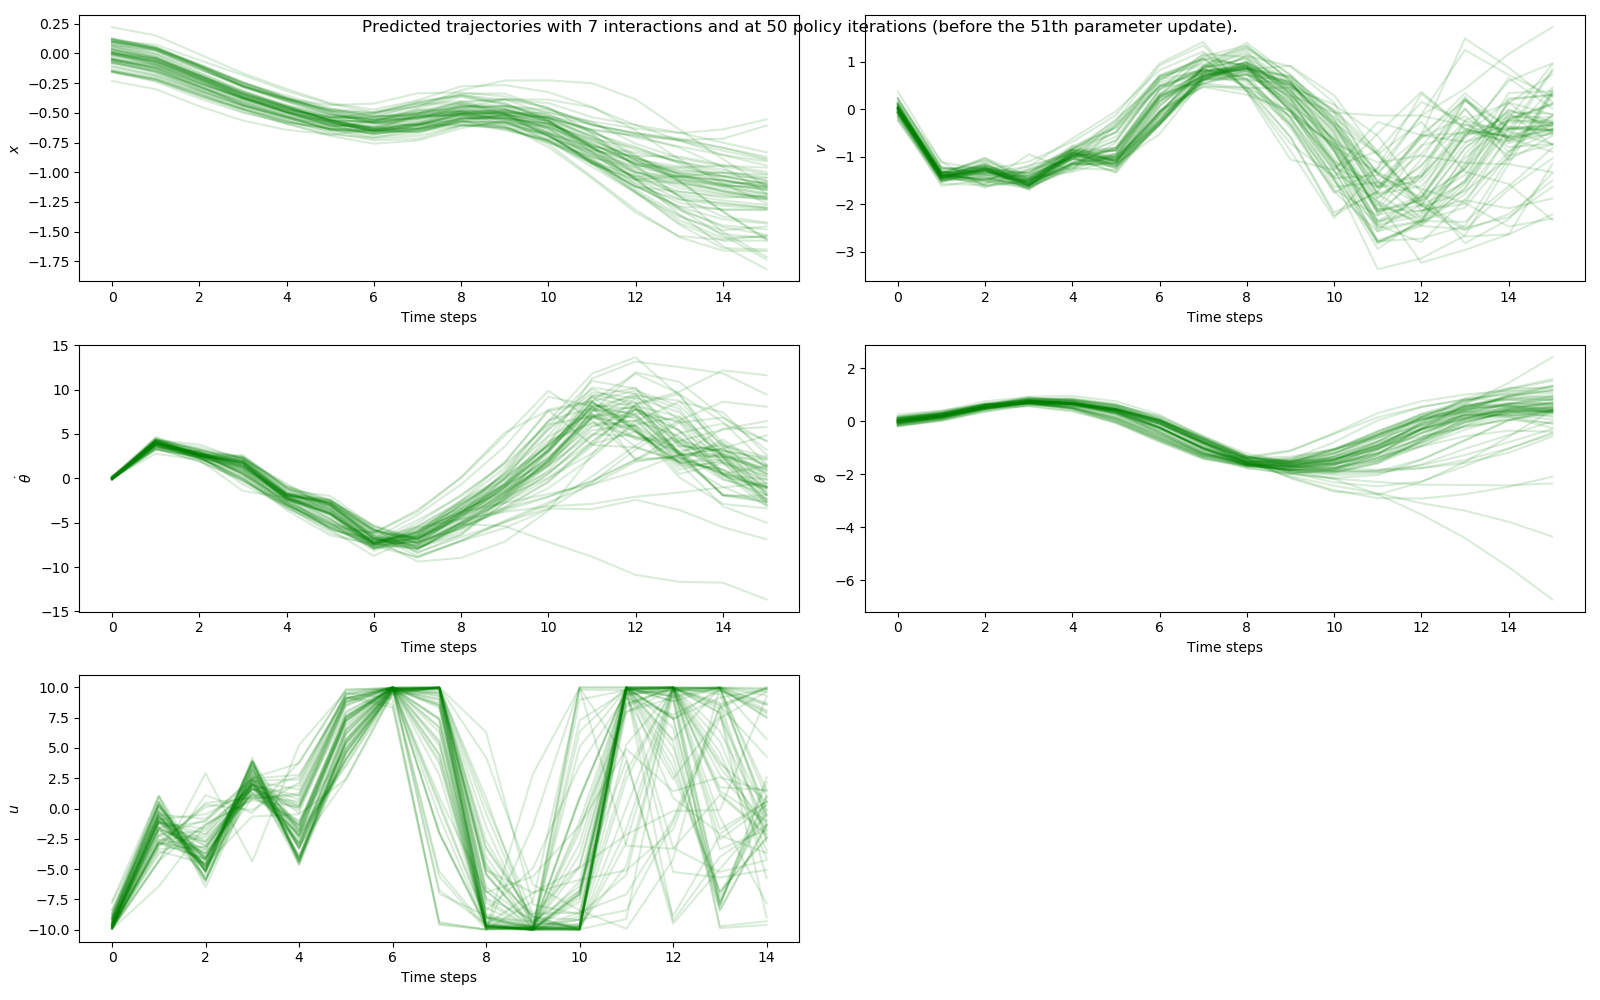 Predicted trajectories with 7 interactions and at 50 policy iterations (before the 51th parameter update).
0.25
0.00
−0.25
−0.50
−0.75
−1.00
−1.25
−1.50
−1.75
x
0 2 4 6 8 10 12 14
Time steps
1
0
−1
−2
−3
v
0 2 4 6 8 10 12 14
Time steps
15
10
5
0
−5
−10
−15
θ̇
0 2 4 6 8 10 12 14
Time steps
2
0
−2
−4
−6
θ
0 2 4 6 8 10 12 14
Time steps
10.0
7.5
5.0
2.5
0.0
−2.5
−5.0
−7.5
−10.0
u
0 2 4 6 8 10 12 14
Time steps